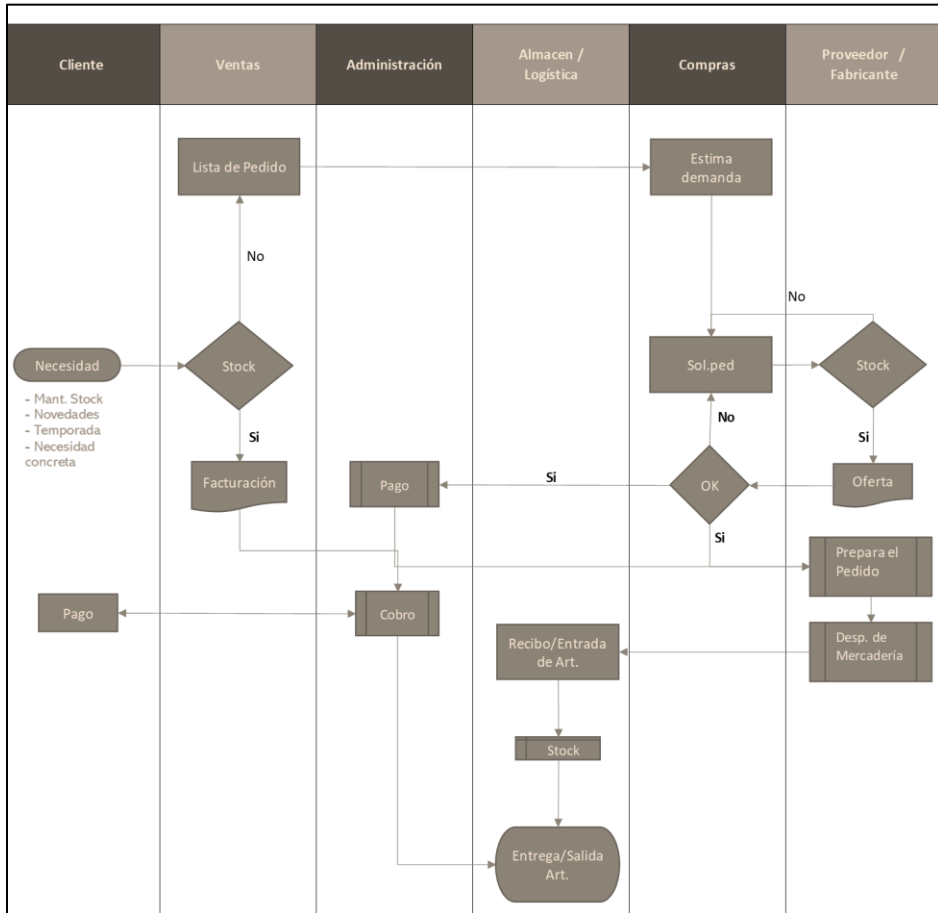 Cliente
Ventas
Administración
Almacen /
Logística
Compras
Proveedor /
Fabricante
Lista de Pedido
Estima
demanda
No
No
Necesidad
Stock
Sol.ped
Stock
- Mant. Stock
- Novedades
- Temporada
- Necesidad
concreta
Si
No
Si
Facturación
Pago
Si
OK
Oferta
Si
Prepara el
Pedido
Pago
Cobro
Recibo/Entrada
de Art.
Desp. de
Mercadería
Stock
Entrega/Salida
Art.